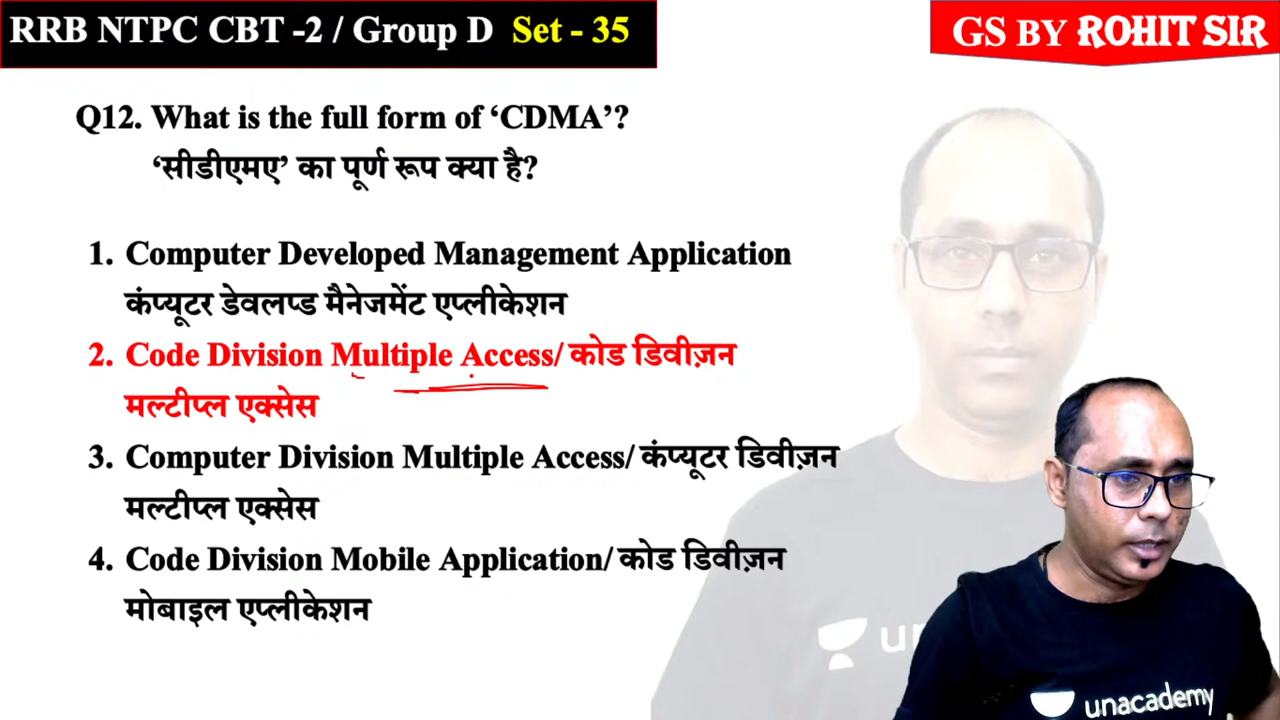 RRB NTPC CBT -2 / Group D Set - 35
GS BY ROHIT SIR
Q12. What is the full form of ‘CDMA’?
‘सीडीएमए’ का पूर्ण रूप क्या है?
1. Computer Developed Management Application
कंप्यूटर डेवलप्ड मैनेजमेंट एप्लीकेशन
2. Code Division Multiple Access/ कोड डिवीज़न
मल्टीप्ल एक्सेस
3. Computer Division Multiple Access/ कंप्यूटर डिवीज़न
मल्टीप्ल एक्सेस
4. Code Division Mobile Application/ कोड डिवीज़न
मोबाइल एप्लीकेशन
un
unacademy